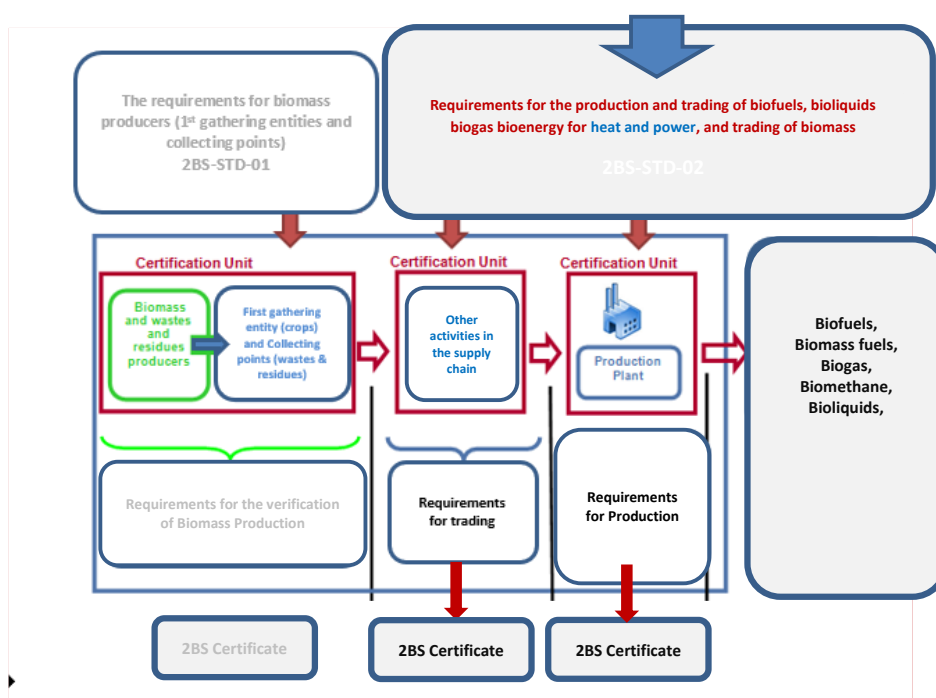 The requirements for biomass
producers (1st gathering entities and
collecting points)
2BS-STD-01
Requirements for the production and trading of biofuels, bioliquids
biogas bioenergy for heat and power, and trading of biomass
2BS-STD-02
Certification Unit
Certification Unit
Certification Unit
Biomass
and wastes
and
residues
producers
First gathering
entity (crops)
and Collecting
points (wastes &
residues)
Other
activities in
the supply
chain
Production
Plant
Biofuels,
Biomass fuels,
Biogas,
Biomethane,
Bioliquids,
Requirements for the verification
of Biomass Production
Requirements
for trading
Requirements
for Production
2BS Certificate
2BS Certificate
2BS Certificate